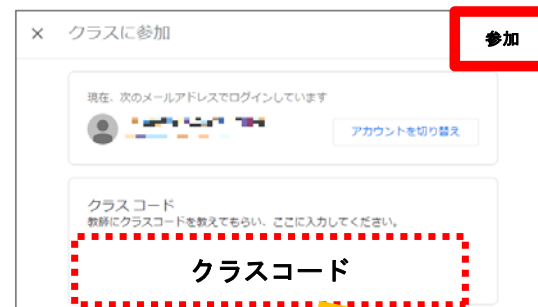 × クラスに参加
参加
現在、次のメールアドレスでログインしています
アカウントを切り替え
クラス コード
教師にクラスコードを教えてもらい、ここに入力してください。
クラスコード